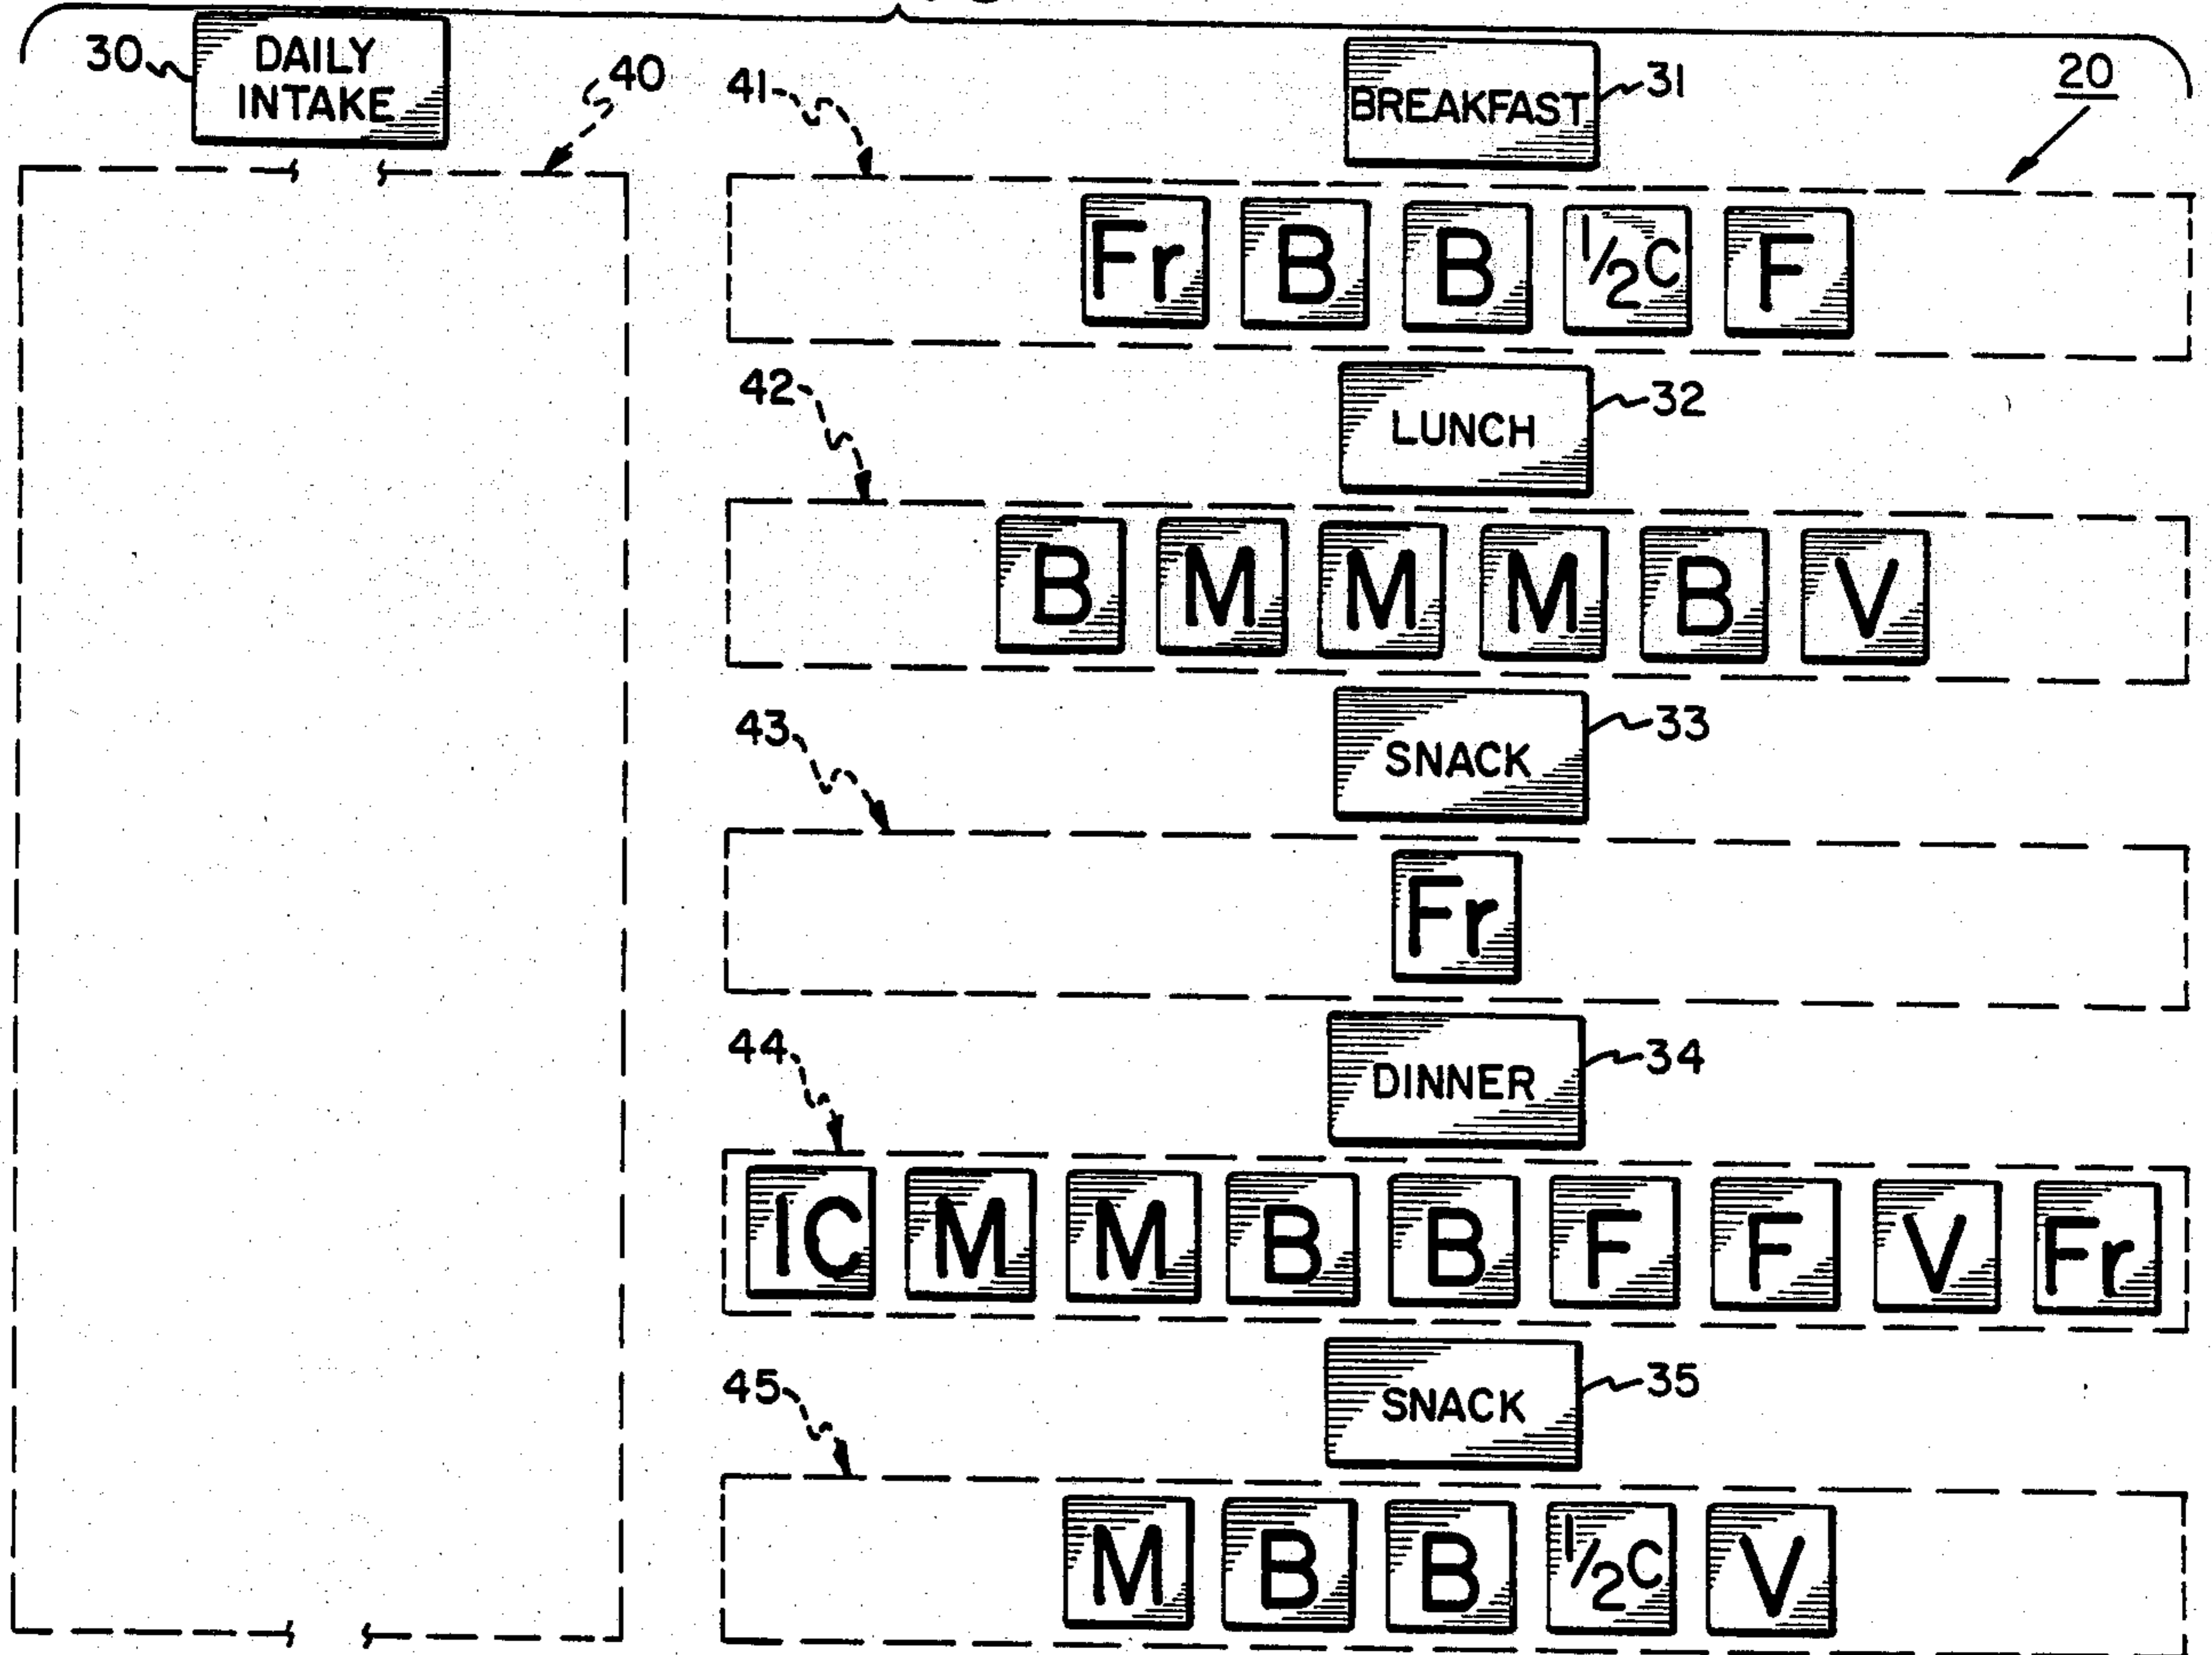 30 DAILY INTAKE 40 41 BREAKFAST 31 20
Fr B B 1/2C F
42 LUNCH 32
B M M M B V
43 SNACK 33
Fr
44 DINNER 34
1C M M B B F F V Fr
45 SNACK 35
M B B 1/2C V